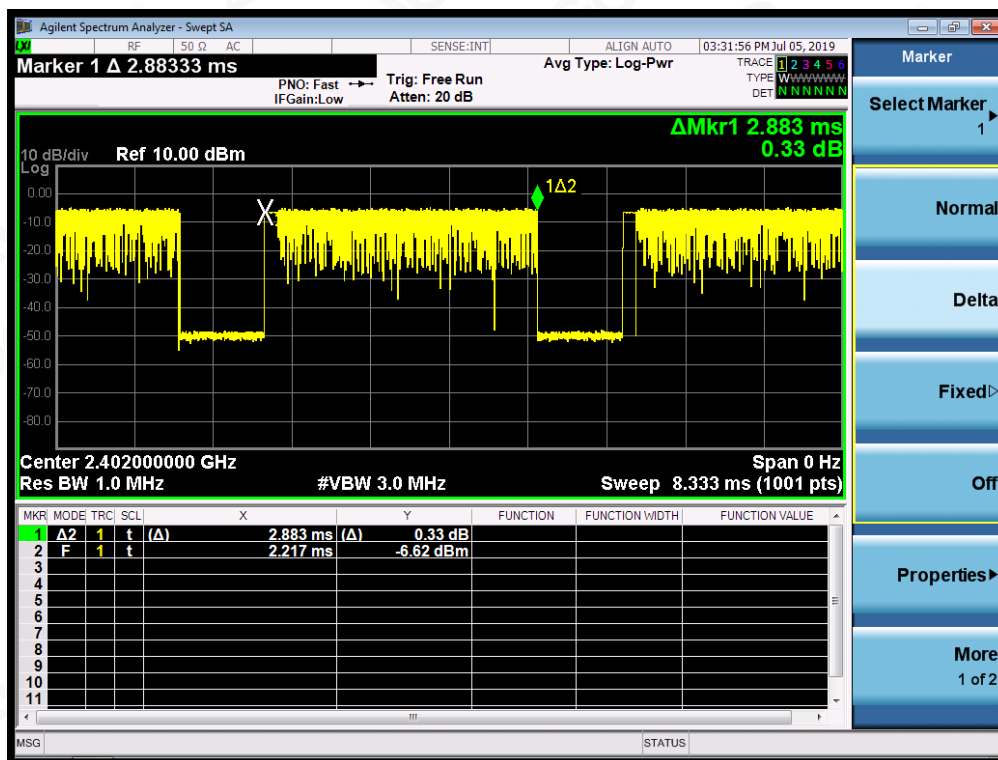 Agilent Spectrum Analyzer - Swept SA
LXI RF 50 Ω AC SENSE:INT ALIGN AUTO 03:31:56 PM Jul 05, 2019
Marker 1 Δ 2.88333 ms
PNO: Fast
IFGain:Low
Trig: Free Run
Atten: 20 dB
Avg Type: Log-Pwr
TRACE 1 2 3 4 5 6
TYPE WWWWWW
DET N N N N N N
ΔMkr1 2.883 ms
0.33 dB
10 dB/div Ref 10.00 dBm
Log
0.00
-10.0
-20.0
-30.0
-40.0
-50.0
-60.0
-70.0
-80.0
X
2
1Δ2
Center 2.402000000 GHz Span 0 Hz
Res BW 1.0 MHz #VBW 3.0 MHz Sweep 8.333 ms (1001 pts)
MKR MODE TRC SCL X Y FUNCTION FUNCTION WIDTH FUNCTION VALUE
1 Δ2 1 t (Δ) 2.883 ms (Δ) 0.33 dB
2 F 1 t 2.217 ms -6.62 dBm
3
4
5
6
7
8
9
10
11
MSG STATUS
Marker
Select Marker
1
Normal
Delta
Fixed
Off
Properties
More
1 of 2